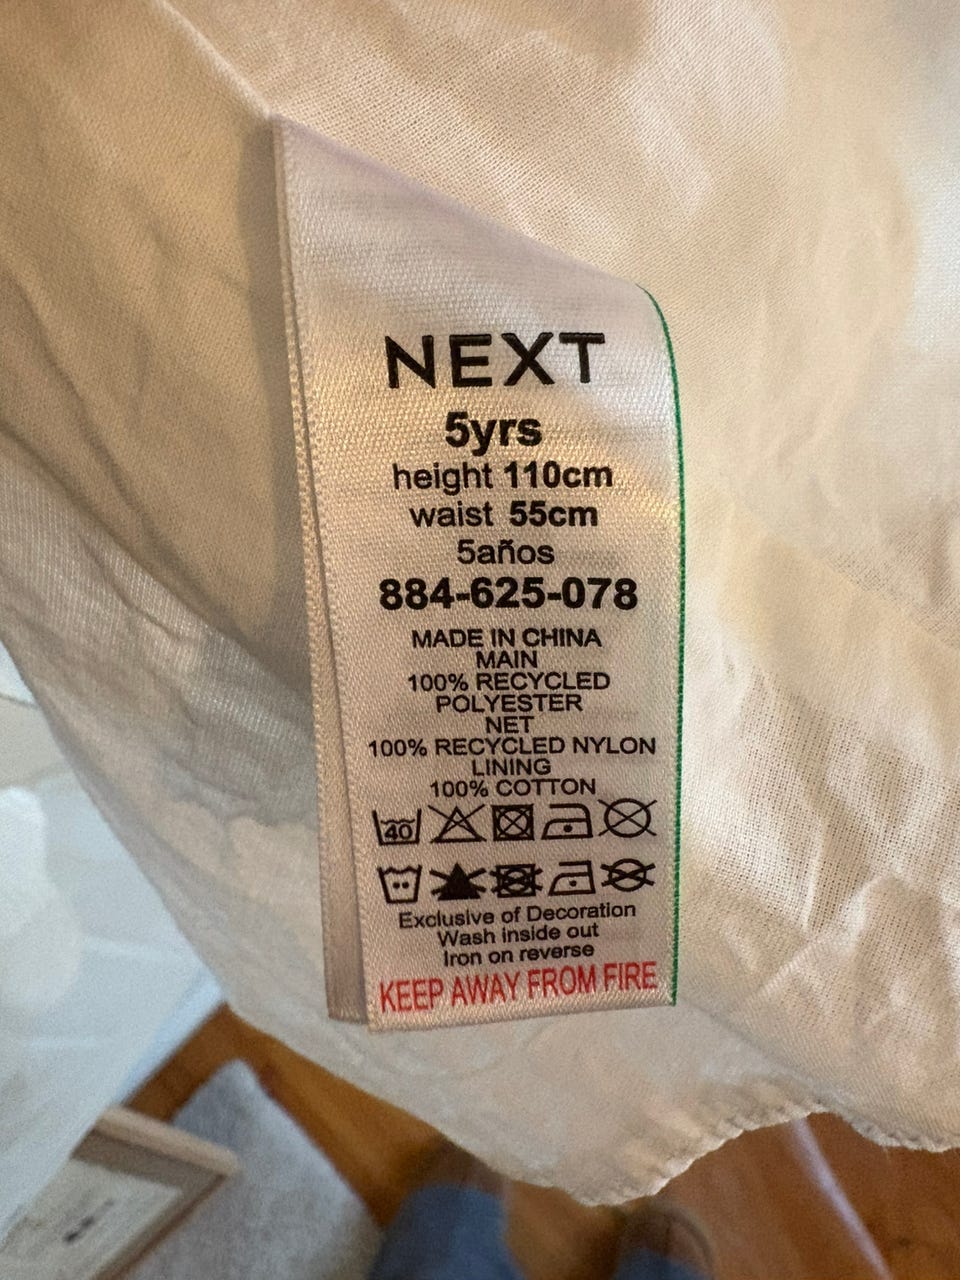 NEXT
5yrs
height 110cm
waist 55cm
5años
884-625-078
MADE IN CHINA
MAIN
100% RECYCLED
POLYESTER
NET
100% RECYCLED NYLON
LINING
100% COTTON
40
Exclusive of Decoration
Wash inside out
Iron on reverse
KEEP AWAY FROM FIRE